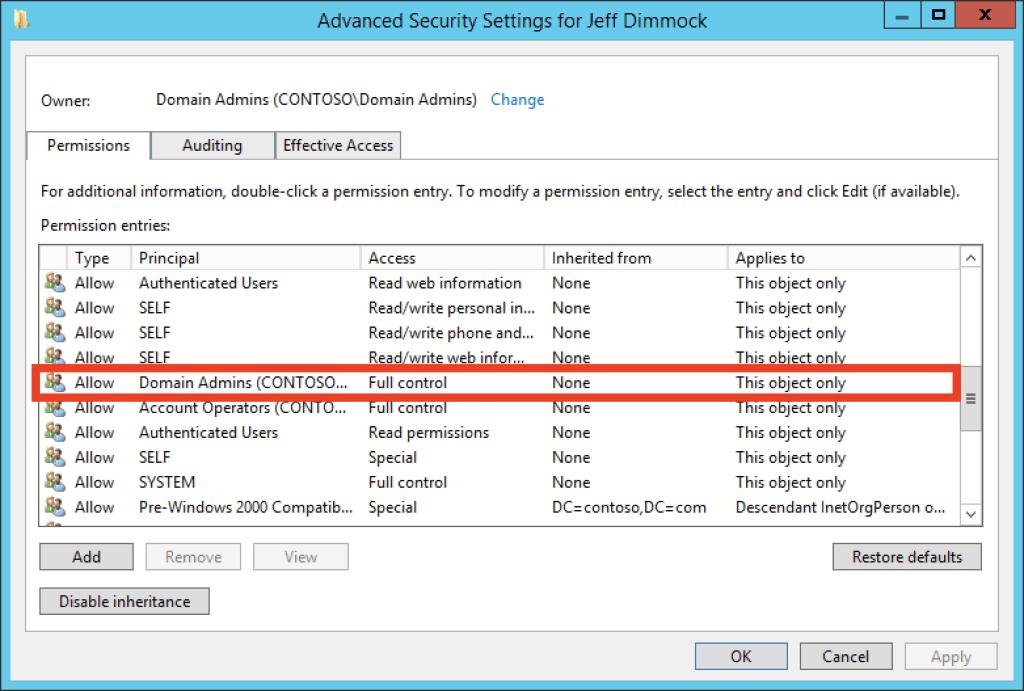 Advanced Security Settings for Jeff Dimmock
Owner: Domain Admins (CONTOSO\Domain Admins) Change
Permissions Auditing Effective Access
For additional information, double-click a permission entry. To modify a permission entry, select the entry and click Edit (if available).
Permission entries:
Type Principal Access Inherited from Applies to
Allow Authenticated Users Read web information None This object only
Allow SELF Read/write personal in... None This object only
Allow SELF Read/write phone and... None This object only
Allow SELF Read/write web infor... None This object only
Allow Domain Admins (CONTOSO... Full control None This object only
Allow Account Operators (CONTO... Full control None This object only
Allow Authenticated Users Read permissions None This object only
Allow SELF Special None This object only
Allow SYSTEM Full control None This object only
Allow Pre-Windows 2000 Compatib... Special DC=contoso,DC=com Descendant InetOrgPerson o...
Add Remove View Restore defaults
Disable inheritance
OK Cancel Apply